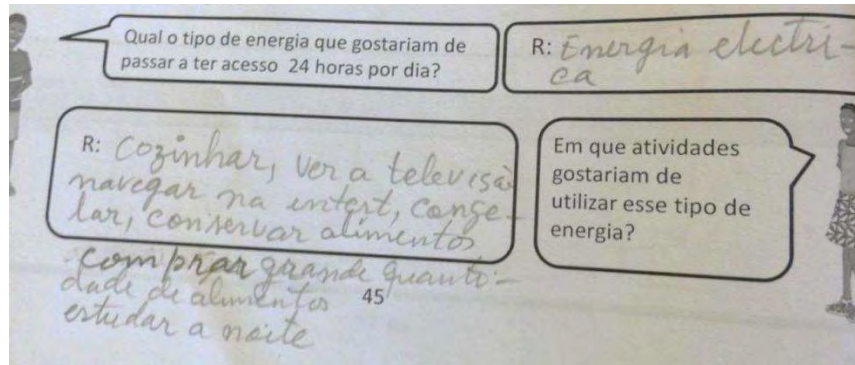 Qual o tipo de energia que gostariam de
passar a ter acesso 24 horas por dia?
R: Energia electri-
ca
Em que atividades
gostariam de
utilizar esse tipo de
energia?
R: Cozinhar, ver a televisã
navegar na intert, conge-
lar, conservar alimentos
comprar grande quanti-
dade de alimentos
estudar a noite
45